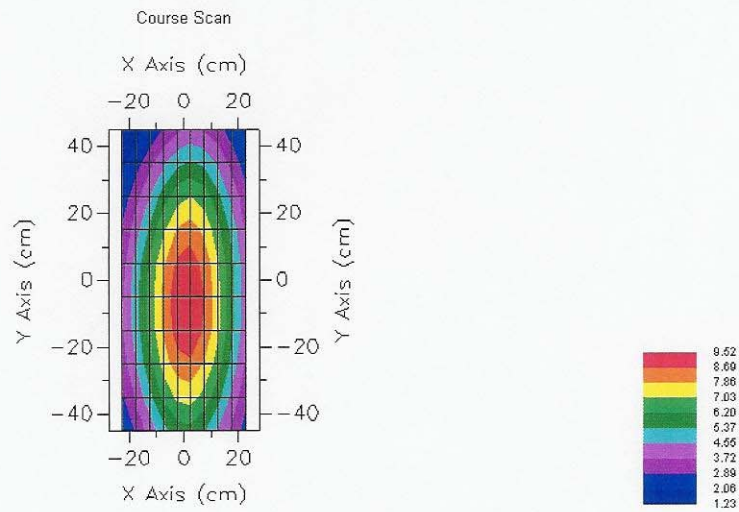 Course Scan
X Axis (cm)
-20 0 20
40 40
20 20
0 0
-20 -20
-40 -40
Y Axis (cm)
Y Axis (cm)
-20 0 20
X Axis (cm)
9.52
8.69
7.86
7.03
6.20
5.37
4.55
3.72
2.89
2.06
1.23